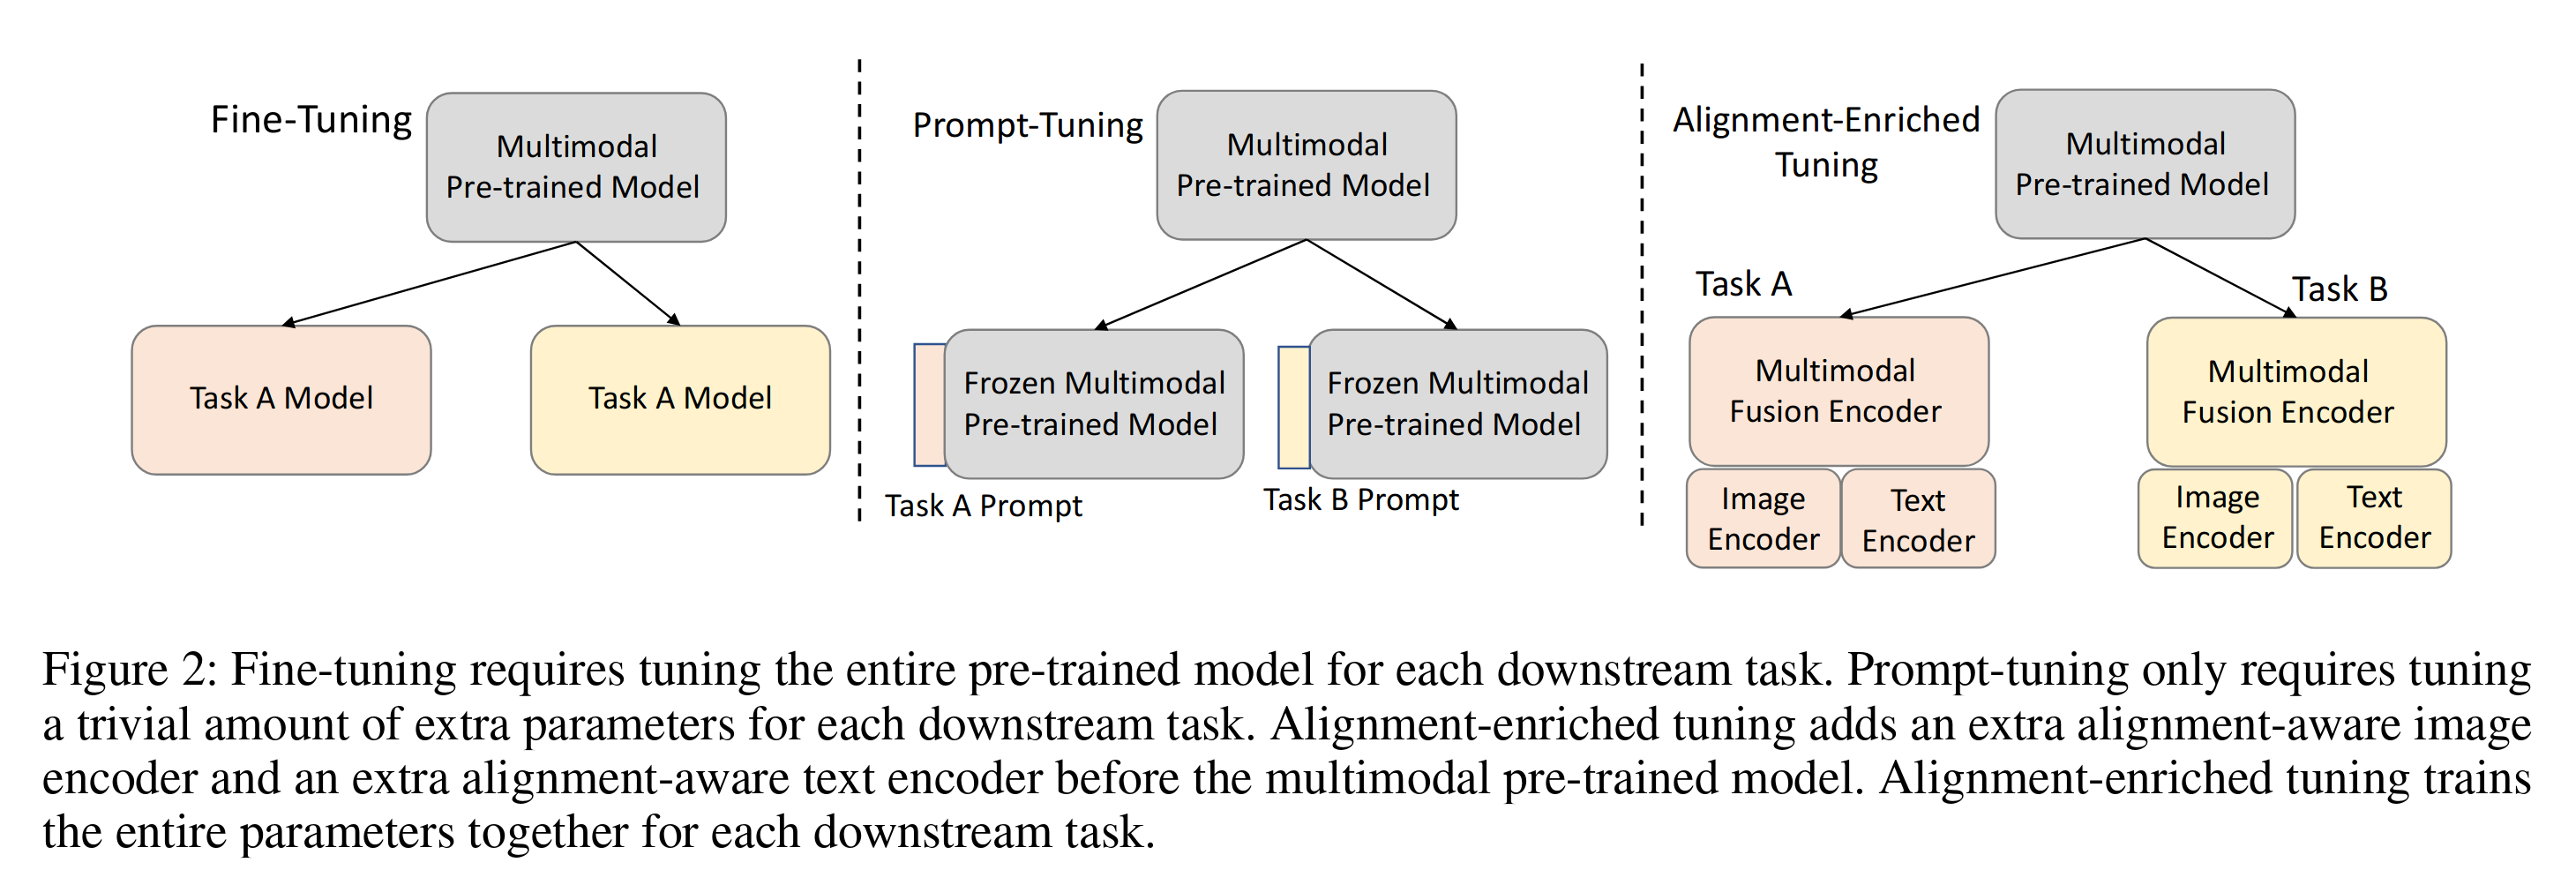 Fine-Tuning
Multimodal
Pre-trained Model
Task A Model
Task A Model
Prompt-Tuning
Multimodal
Pre-trained Model
Frozen Multimodal
Pre-trained Model
Task A Prompt
Frozen Multimodal
Pre-trained Model
Task B Prompt
Alignment-Enriched
Tuning
Multimodal
Pre-trained Model
Task A
Multimodal
Fusion Encoder
Image
Encoder
Text
Encoder
Task B
Multimodal
Fusion Encoder
Image
Encoder
Text
Encoder
Figure 2: Fine-tuning requires tuning the entire pre-trained model for each downstream task. Prompt-tuning only requires tuning
a trivial amount of extra parameters for each downstream task. Alignment-enriched tuning adds an extra alignment-aware image
encoder and an extra alignment-aware text encoder before the multimodal pre-trained model. Alignment-enriched tuning trains
the entire parameters together for each downstream task.